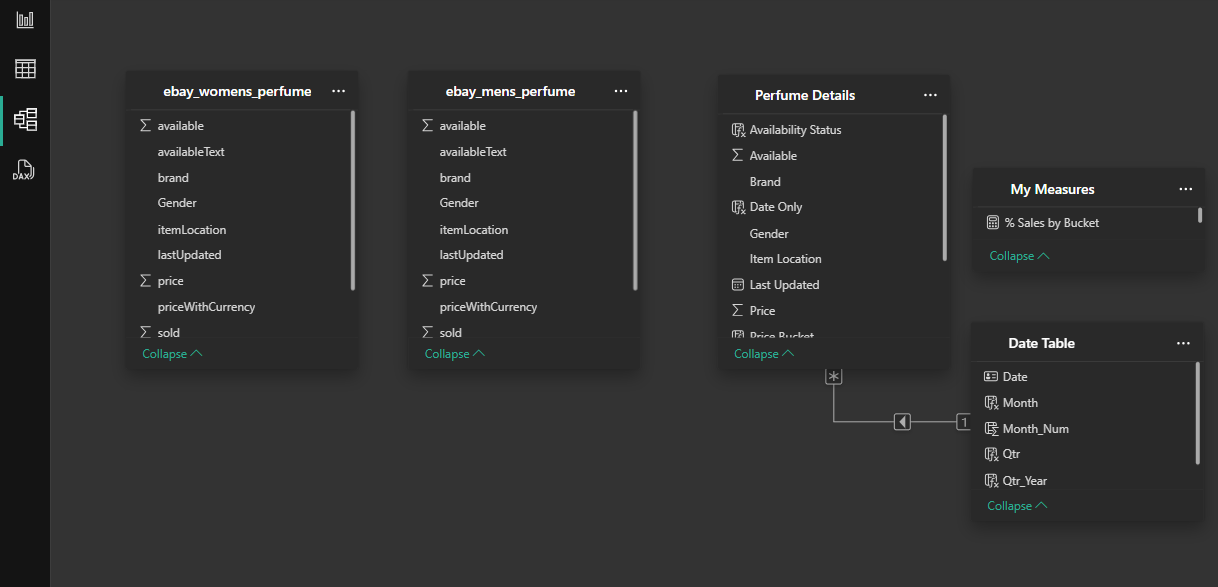 DAX
ebay_womens_perfume
Σ available
availableText
brand
Gender
itemLocation
lastUpdated
Σ price
priceWithCurrency
Σ sold
Collapse
ebay_mens_perfume
Σ available
availableText
brand
Gender
itemLocation
lastUpdated
Σ price
priceWithCurrency
Σ sold
Collapse
Perfume Details
Availability Status
Σ Available
Brand
Date Only
Gender
Item Location
Last Updated
Σ Price
Price Bucket
Collapse
*
1
My Measures
% Sales by Bucket
Collapse
Date Table
Date
Month
Month_Num
Qtr
Qtr_Year
Collapse